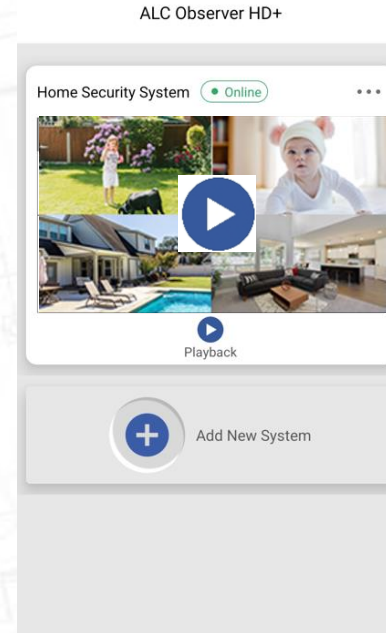 ALC Observer HD+
Home Security System
Online
Playback
Add New System